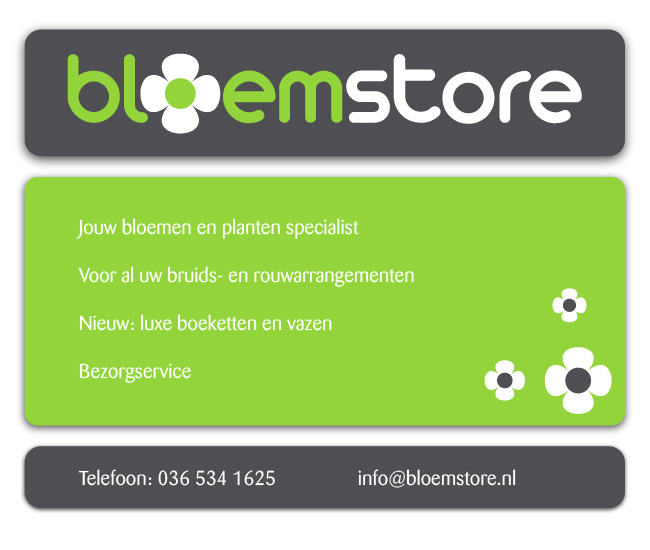 bloemstore
Jouw bloemen en planten specialist
Voor al uw bruids- en rouwarrangementen
Nieuw: luxe boeketten en vazen
Bezorgservice
Telefoon: 036 534 1625 info@bloemstore.nl